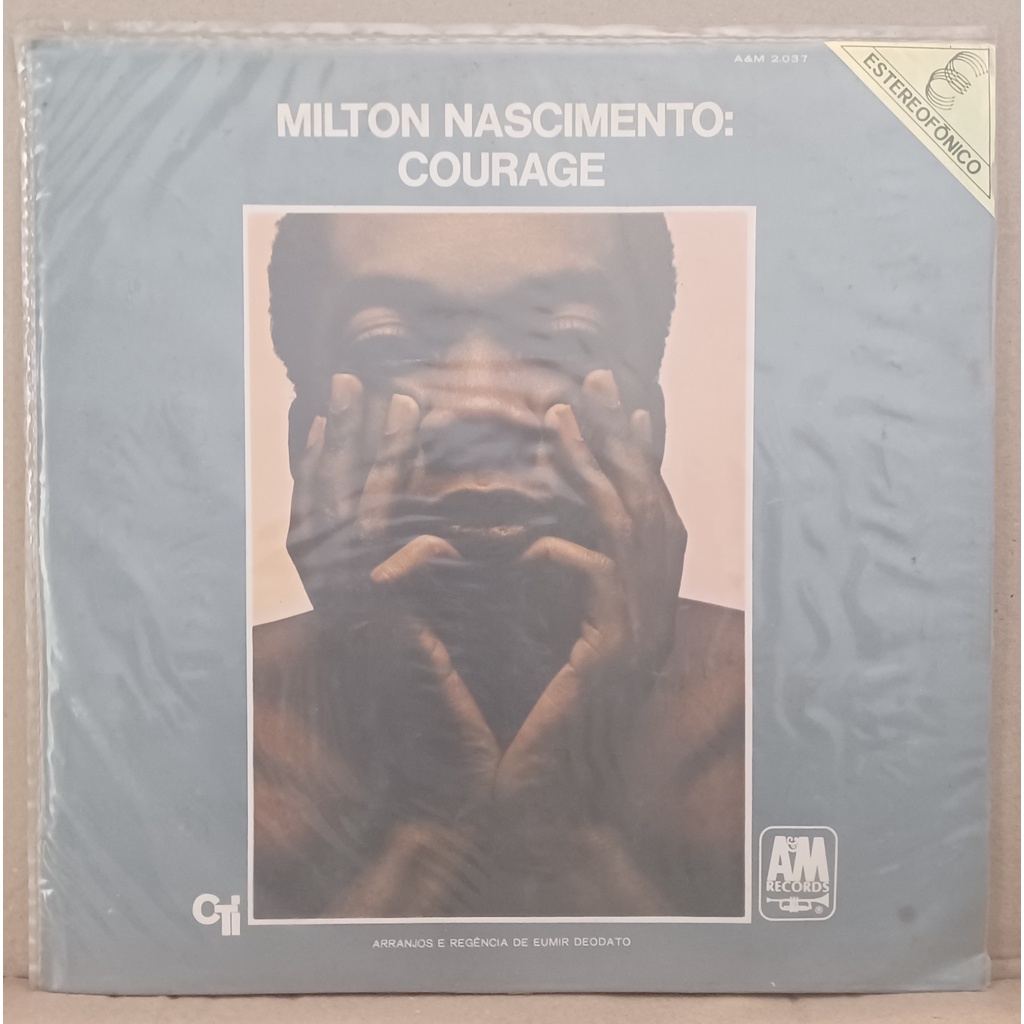 A&M 2.037
ESTEREOFÔNICO
MILTON NASCIMENTO:
COURAGE
A&M
RECORDS
®
CTi
ARRANJOS E REGÊNCIA DE EUMIR DEODATO